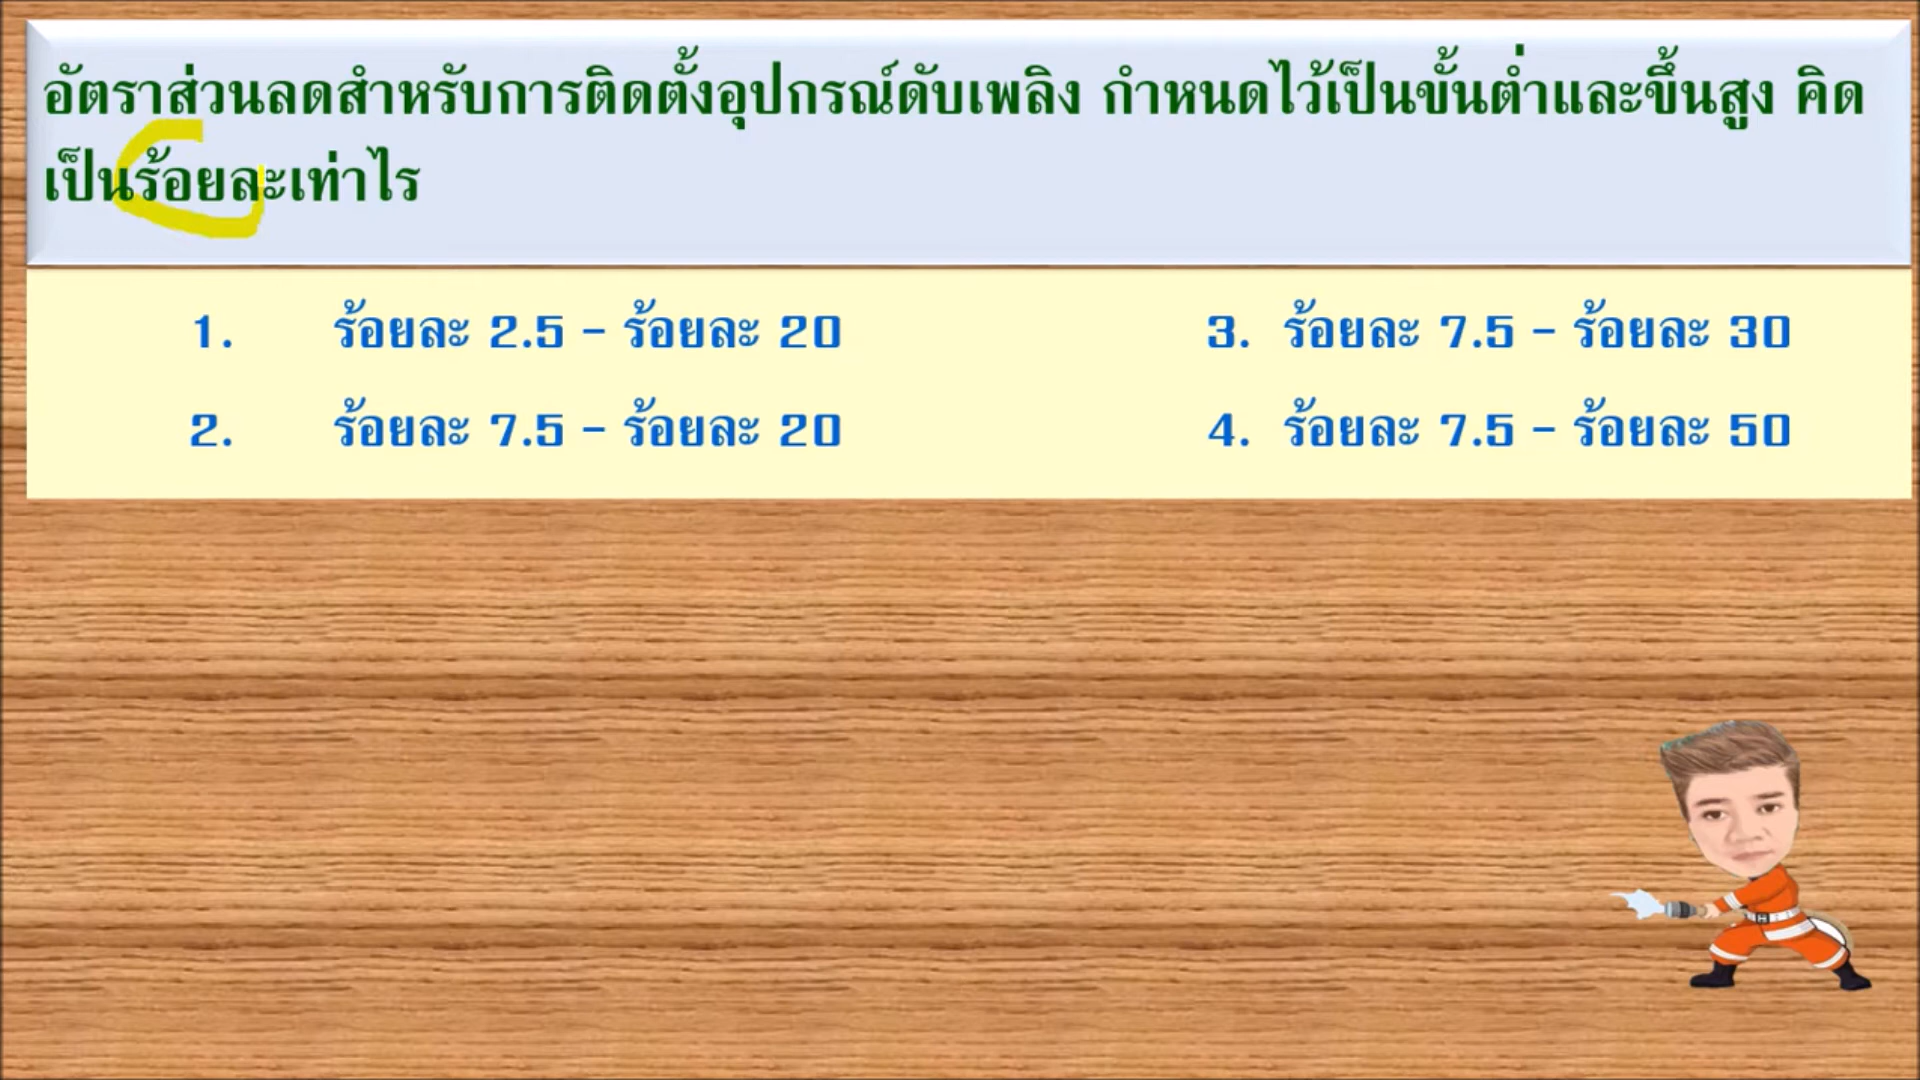 อัตราส่วนลดสำหรับการติดตั้งอุปกรณ์ดับเพลิง กำหนดไว้เป็นขั้นต่ำและขึ้นสูง คิด
เป็นร้อยละเท่าไร
1. ร้อยละ 2.5 - ร้อยละ 20
3. ร้อยละ 7.5 - ร้อยละ 30
2. ร้อยละ 7.5 - ร้อยละ 20
4. ร้อยละ 7.5 - ร้อยละ 50